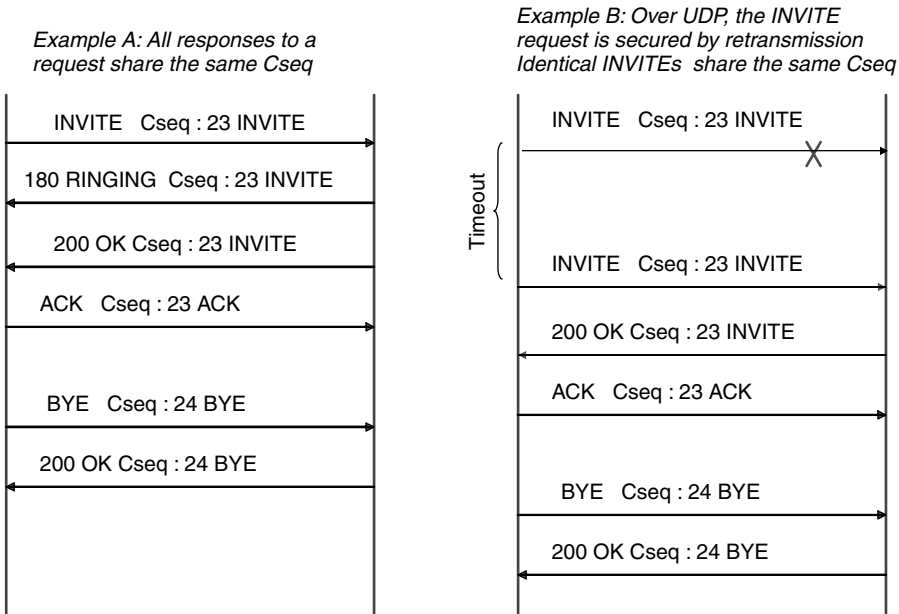 Example A: All responses to a
request share the same Cseq
INVITE Cseq : 23 INVITE
180 RINGING Cseq : 23 INVITE
200 OK Cseq : 23 INVITE
ACK Cseq : 23 ACK
BYE Cseq : 24 BYE
200 OK Cseq : 24 BYE
Example B: Over UDP, the INVITE
request is secured by retransmission
Identical INVITEs share the same Cseq
INVITE Cseq : 23 INVITE
Timeout
INVITE Cseq : 23 INVITE
200 OK Cseq : 23 INVITE
ACK Cseq : 23 ACK
BYE Cseq : 24 BYE
200 OK Cseq : 24 BYE